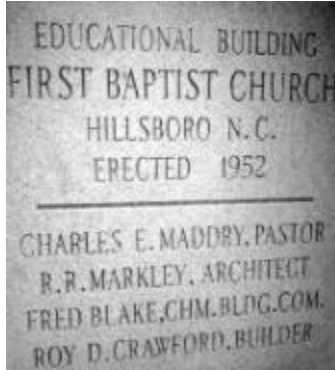 EDUCATIONAL BUILDING
FIRST BAPTIST CHURCH
HILLSBORO N.C.
ERECTED 1952
CHARLES E. MADDRY, PASTOR
R.R. MARKLEY, ARCHITECT
FRED BLAKE, CHM. BLDG. COM.
ROY D. CRAWFORD, BUILDER